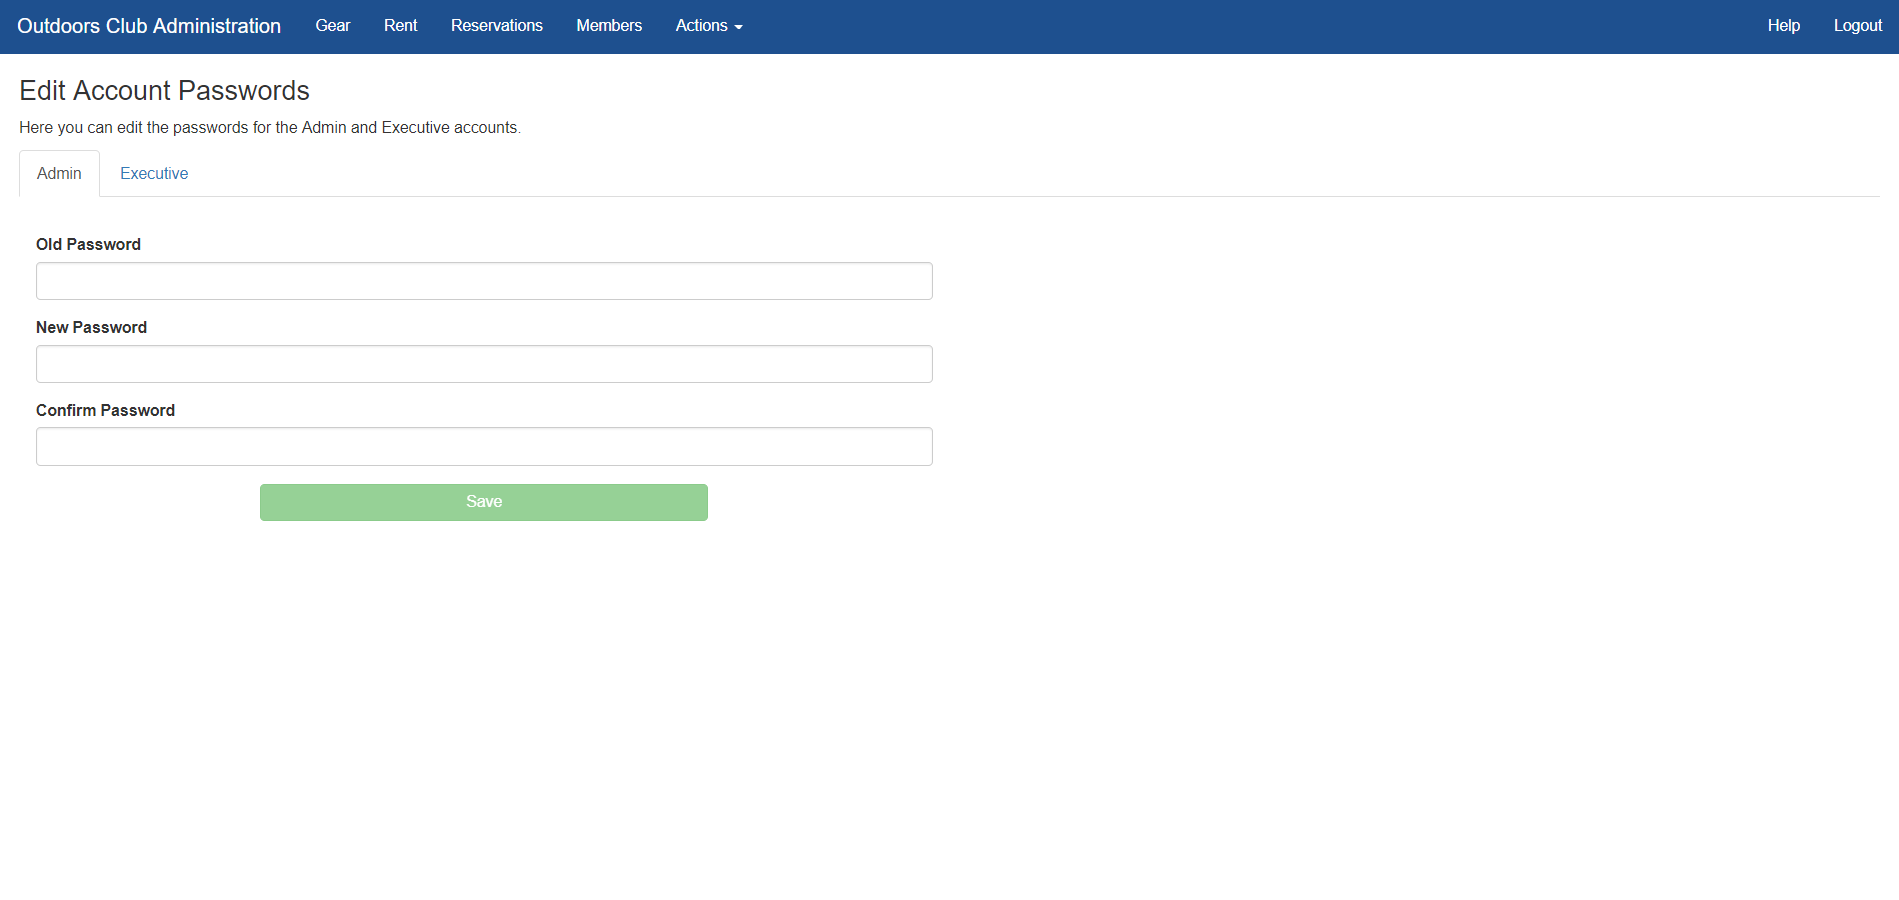 Outdoors Club Administration Gear Rent Reservations Members Actions Help Logout
Edit Account Passwords
Here you can edit the passwords for the Admin and Executive accounts.
Admin Executive
Old Password
New Password
Confirm Password
Save